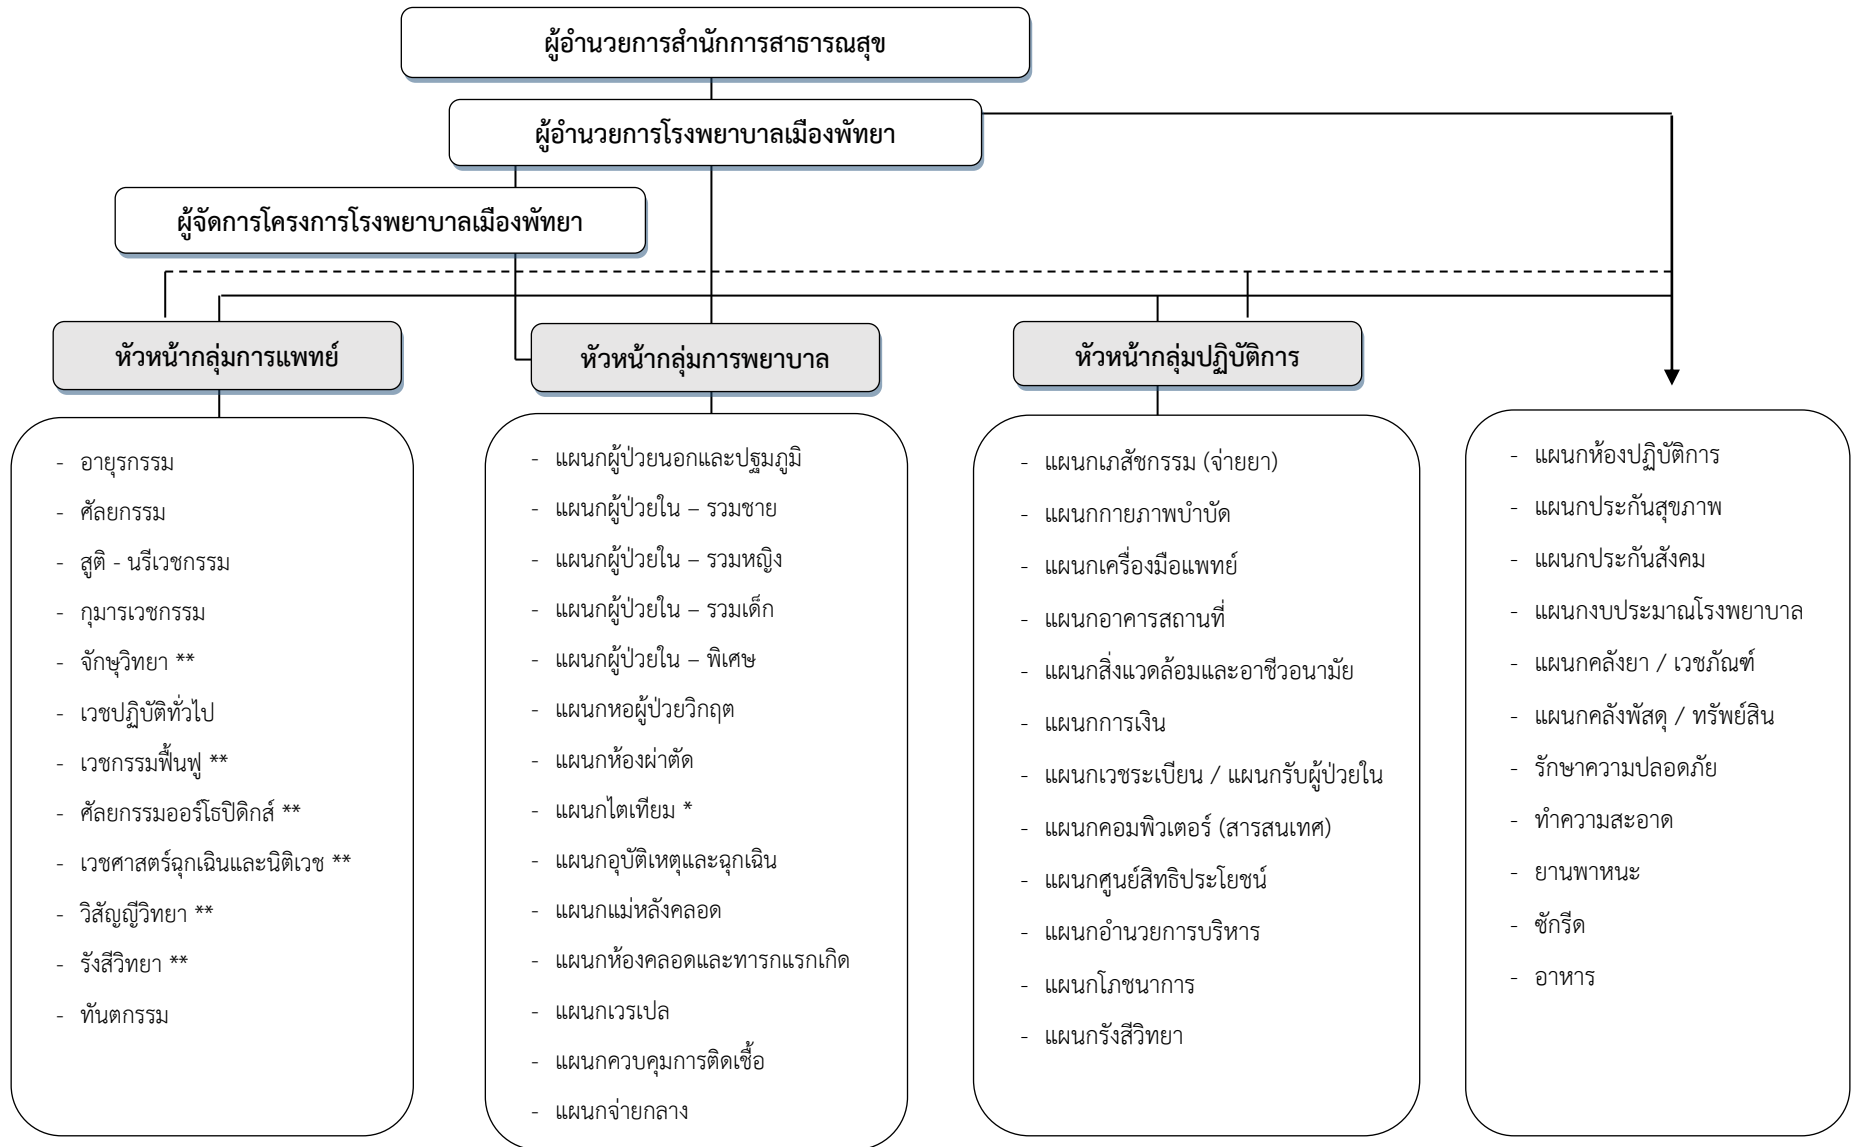 ผู้อำนวยการสำนักการสาธารณสุข
ผู้อำนวยการโรงพยาบาลเมืองพัทยา
ผู้จัดการโครงการโรงพยาบาลเมืองพัทยา
หัวหน้ากลุ่มการแพทย์
- อายุรกรรม
- ศัลยกรรม
- สูติ - นรีเวชกรรม
- กุมารเวชกรรม
- จักษุวิทยา **
- เวชปฏิบัติทั่วไป
- เวชกรรมฟื้นฟู **
- ศัลยกรรมออร์โธปิดิกส์ **
- เวชศาสตร์ฉุกเฉินและนิติเวช **
- วิสัญญีวิทยา **
- รังสีวิทยา **
- ทันตกรรม
หัวหน้ากลุ่มการพยาบาล
- แผนกผู้ป่วยนอกและปฐมภูมิ
- แผนกผู้ป่วยใน – รวมชาย
- แผนกผู้ป่วยใน – รวมหญิง
- แผนกผู้ป่วยใน – รวมเด็ก
- แผนกผู้ป่วยใน – พิเศษ
- แผนกหอผู้ป่วยวิกฤต
- แผนกห้องผ่าตัด
- แผนกไตเทียม *
- แผนกอุบัติเหตุและฉุกเฉิน
- แผนกแม่หลังคลอด
- แผนกห้องคลอดและทารกแรกเกิด
- แผนกเวรเปล
- แผนกควบคุมการติดเชื้อ
- แผนกจ่ายกลาง
หัวหน้ากลุ่มปฏิบัติการ
- แผนกเภสัชกรรม (จ่ายยา)
- แผนกกายภาพบำบัด
- แผนกเครื่องมือแพทย์
- แผนกอาคารสถานที่
- แผนกสิ่งแวดล้อมและอาชีวอนามัย
- แผนกการเงิน
- แผนกเวชระเบียน / แผนกรับผู้ป่วยใน
- แผนกคอมพิวเตอร์ (สารสนเทศ)
- แผนกศูนย์สิทธิประโยชน์
- แผนกอำนวยการบริหาร
- แผนกโภชนาการ
- แผนกรังสีวิทยา
- แผนกห้องปฏิบัติการ
- แผนกประกันสุขภาพ
- แผนกประกันสังคม
- แผนกงบประมาณโรงพยาบาล
- แผนกคลังยา / เวชภัณฑ์
- แผนกคลังพัสดุ / ทรัพย์สิน
- รักษาความปลอดภัย
- ทำความสะอาด
- ยานพาหนะ
- ซักรีด
- อาหาร